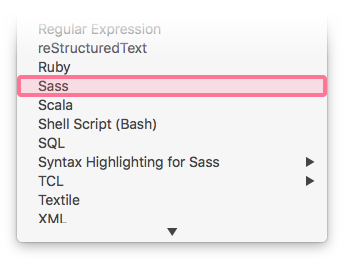 Regular Expression
reStructuredText
Ruby
Sass
Scala
Shell Script (Bash)
SQL
Syntax Highlighting for Sass
TCL
Textile
XML